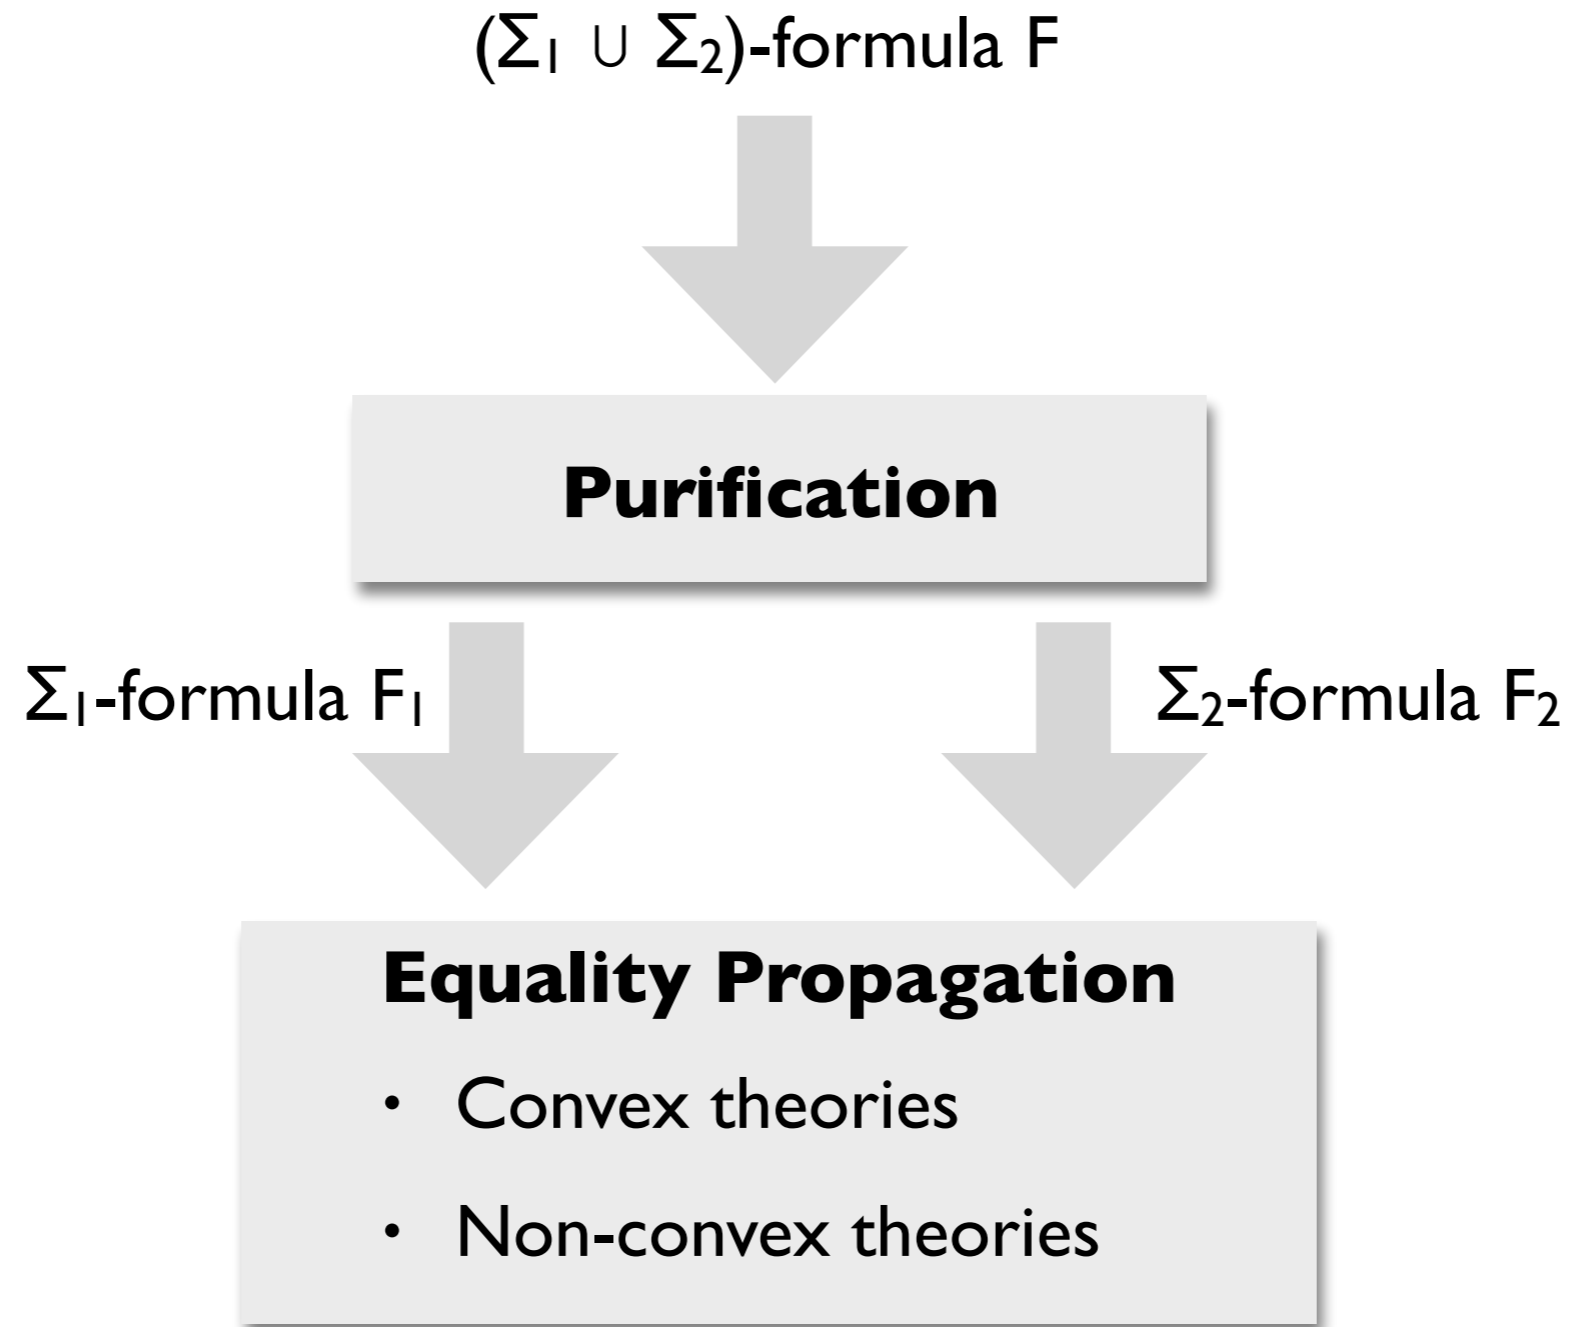 (Σ₁ ∪ Σ₂)-formula F
Purification
Σ₁-formula F₁
Σ₂-formula F₂
Equality Propagation
• Convex theories
• Non-convex theories